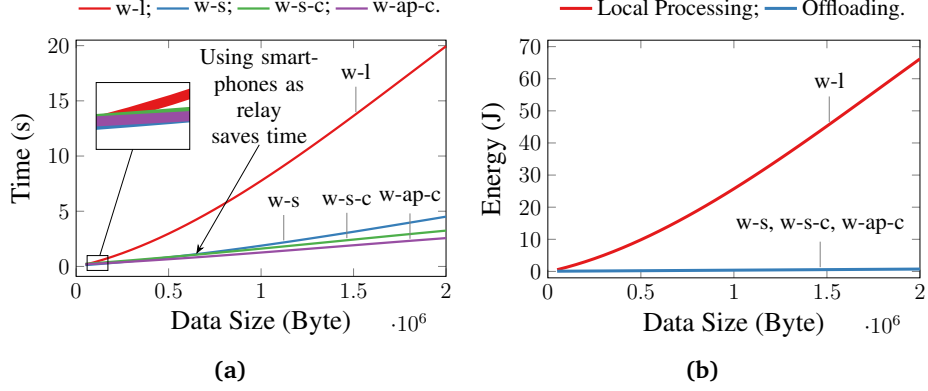 w-l; w-s; w-s-c; w-ap-c.
20
15
10
5
0
Time (s)
Using smart-
phones as
relay
saves time
w-l
w-s
w-s-c
w-ap-c
0 0.5 1 1.5 2
Data Size (Byte)
·10⁶
(a)
Local Processing; Offloading.
70
60
50
40
30
20
10
0
Energy (J)
w-l
w-s, w-s-c, w-ap-c
0 0.5 1 1.5 2
Data Size (Byte)
·10⁶
(b)